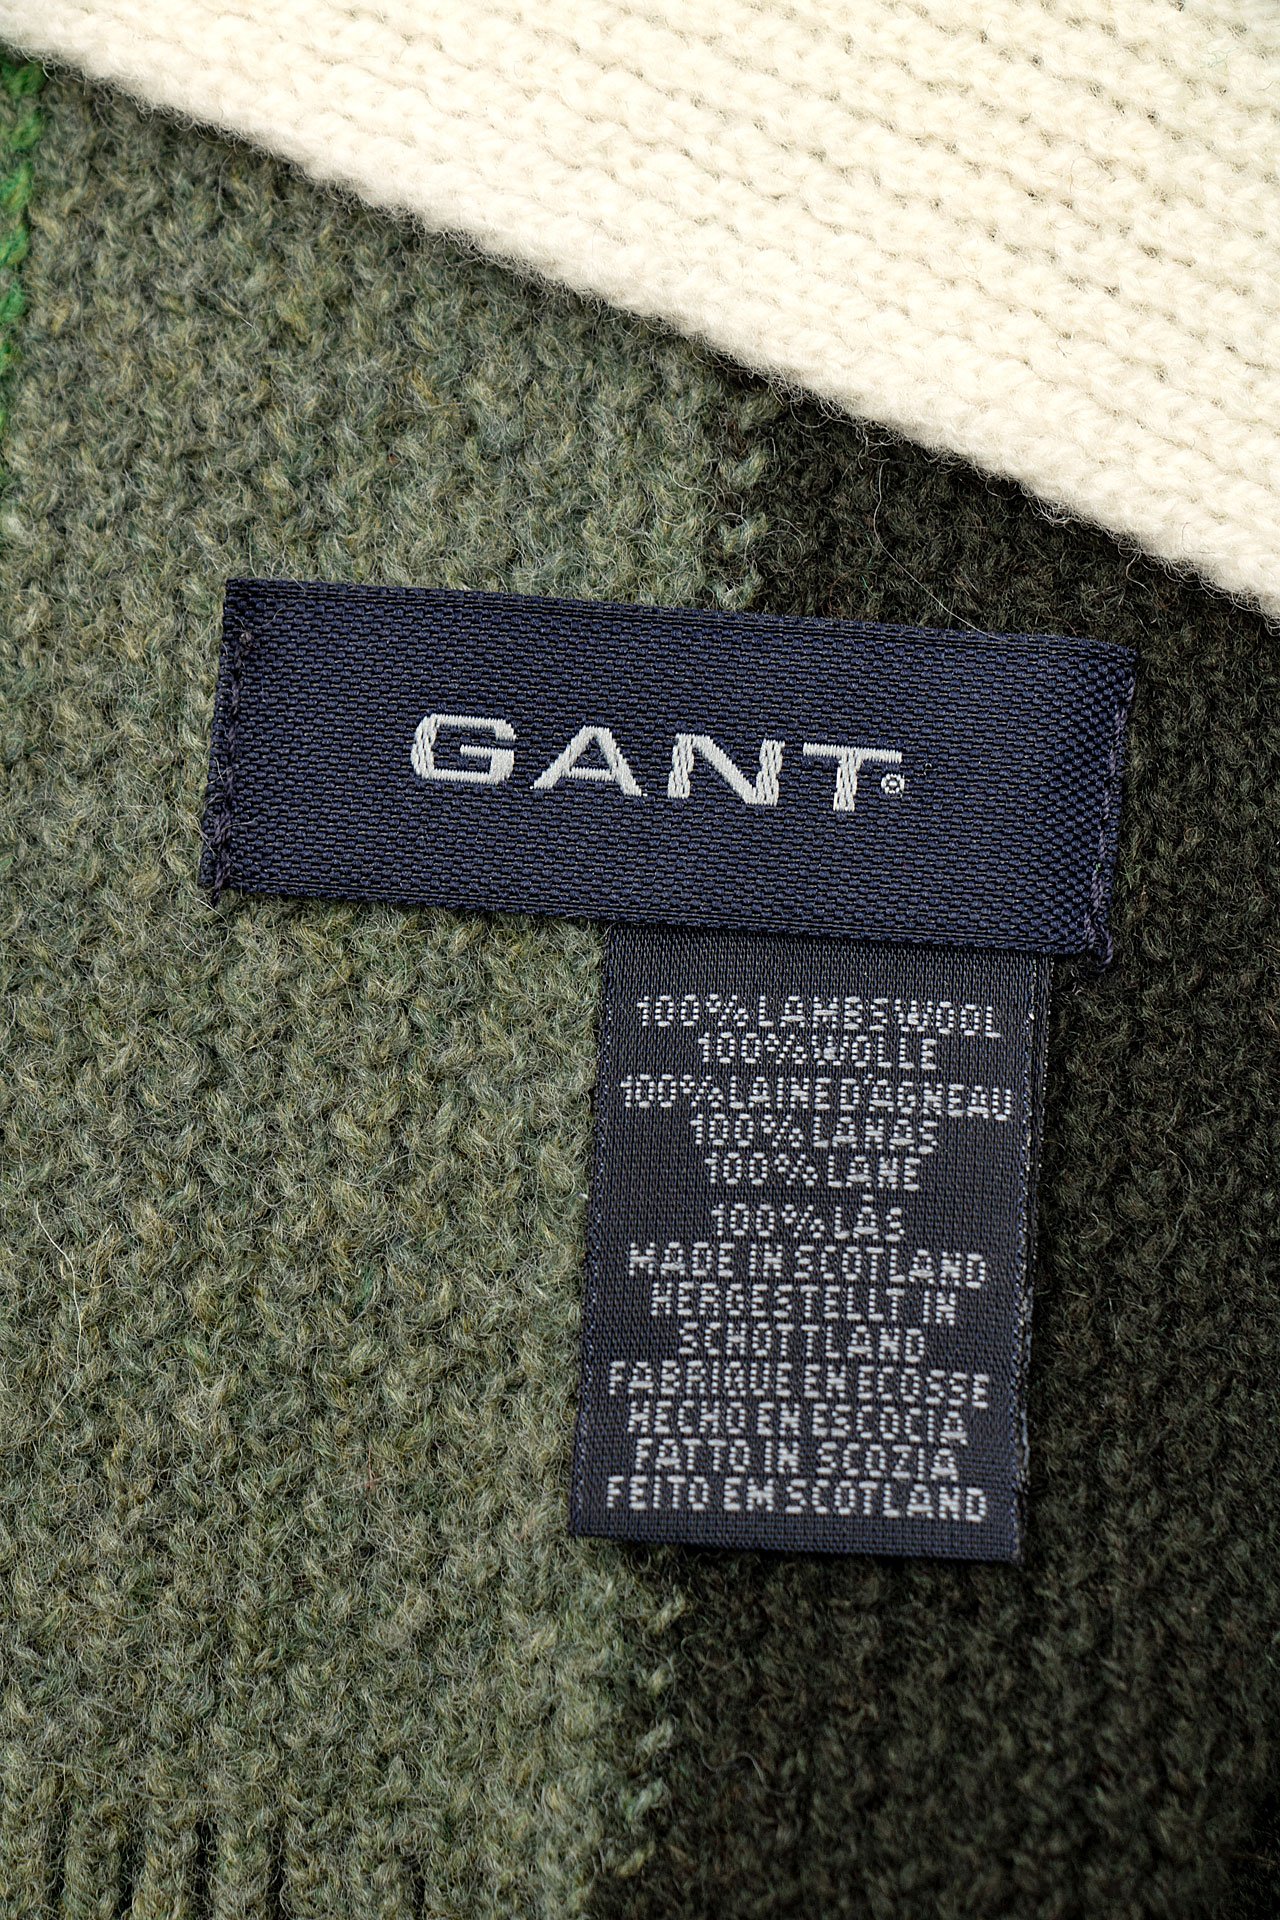 GANT®
100% LAMBSWOOL
100% WOLLE
100% LAINE D'AGNEAU
100% LANAS
100% LANE
100% LÅS
MADE IN SCOTLAND
HERGESTELLT IN
SCHOTTLAND
FABRIQUE EN ECOSSE
HECHO EN ESCOCIA
FATTO IN SCOZIA
FEITO EM SCOTLAND